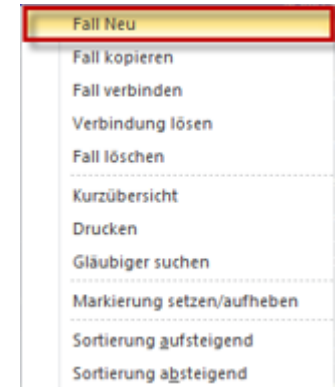 Fall Neu
Fall kopieren
Fall verbinden
Verbindung lösen
Fall löschen
Kurzübersicht
Drucken
Gläubiger suchen
Markierung setzen/aufheben
Sortierung aufsteigend
Sortierung absteigend